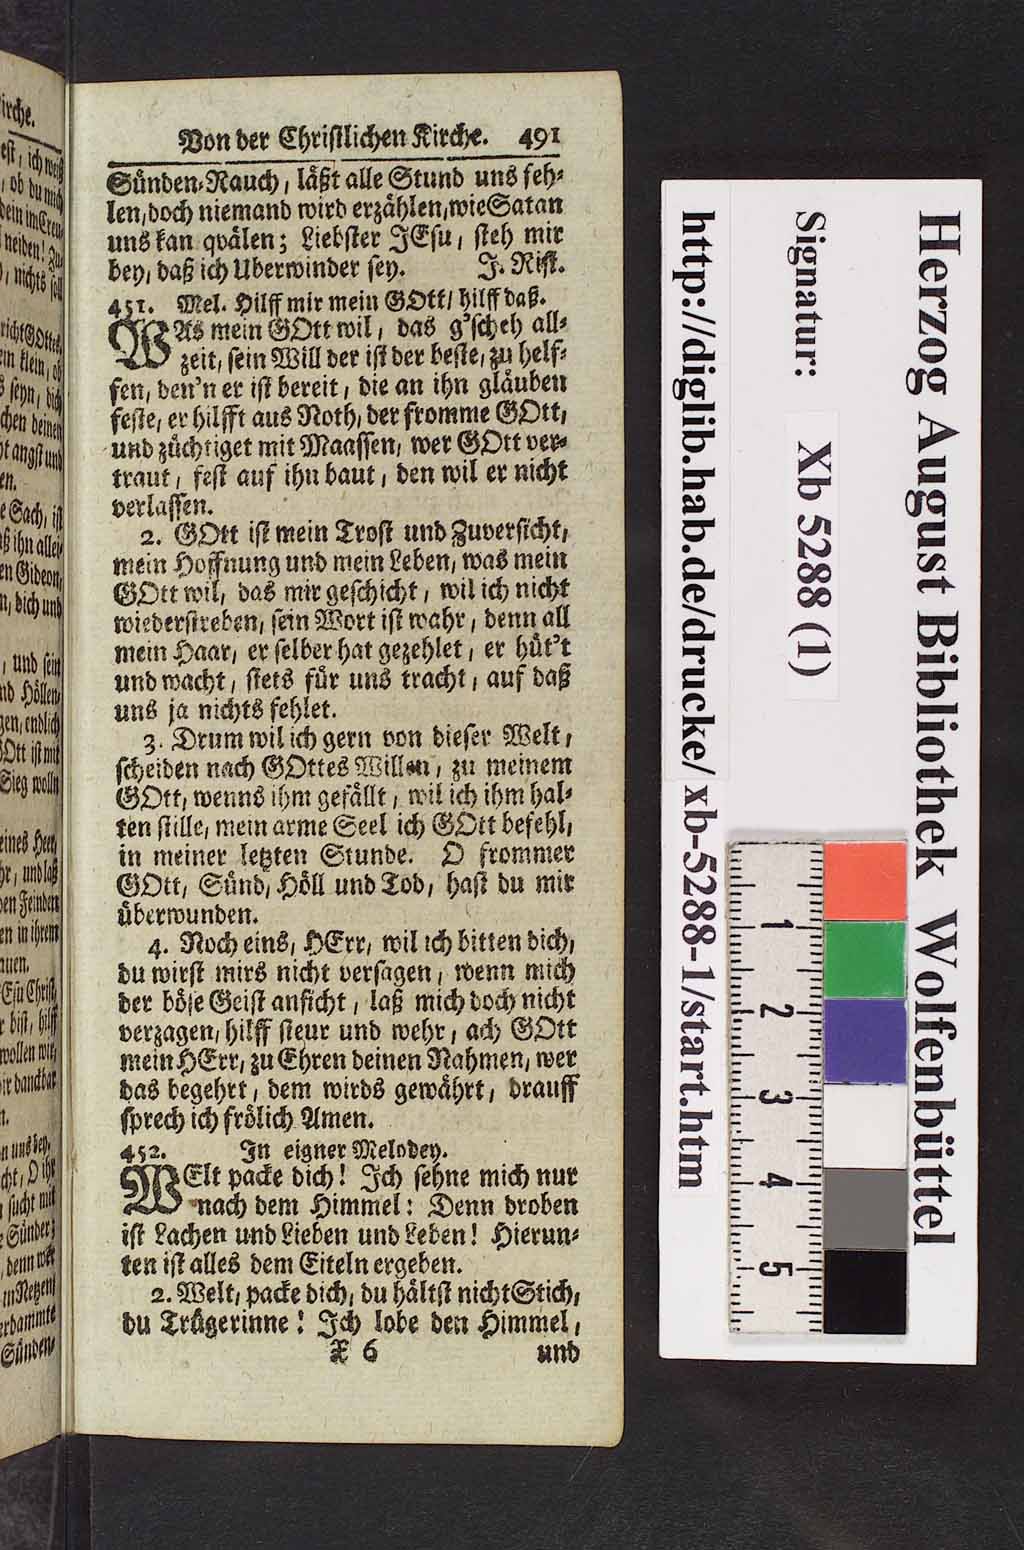 Von der Christlichen Kirche. 491
Sünden-Rauch, läßt alle Stund uns feh-
len, doch niemand wird erzählen, wie Satan
uns kan qvälen; Liebster JEsu, steh mir
bey, daß ich Uberwinder sey. J. Rist.
451. Mel. Hilff mir mein GOtt/ hilff daß.
WAs mein GOtt wil, das g'scheh all-
zeit, sein Will der ist der beste, zu helf-
fen, den'n er ist bereit, die an ihn gläuben
feste, er hilfft aus Noth, der fromme GOtt,
und züchtiget mit Maassen, wer GOtt ver-
traut, fest auf ihn baut, den wil er nicht
verlassen.
2. GOtt ist mein Trost und Zuversicht,
mein Hoffnung und mein Leben, was mein
GOtt wil, das mir geschicht, wil ich nicht
wiederstreben, sein Wort ist wahr, denn all
mein Haar, er selber hat gezehlet, er hüt't
und wacht, stets für uns tracht, auf daß
uns ja nichts fehlet.
3. Drum wil ich gern von dieser Welt,
scheiden nach GOttes Willen, zu meinem
GOtt, wenns ihm gefällt, wil ich ihm hal-
ten stille, mein arme Seel ich GOtt befehl,
in meiner letzten Stunde. O frommer
GOtt, Sünd, Höll und Tod, hast du mir
überwunden.
4. Noch eins, HErr, wil ich bitten dich,
du wirst mirs nicht versagen, wenn mich
der böse Geist anficht, laß mich doch nicht
verzagen, hilff steur und wehr, ach GOtt
mein HErr, zu Ehren deinen Nahmen, wer
das begehrt, dem wirds gewährt, drauff
sprech ich frölich Amen.
452. In eigner Melodey.
WElt packe dich! Ich sehne mich nur
nach dem Himmel: Denn droben
ist Lachen und Lieben und Leben! Hierun-
ten ist alles dem Eiteln ergeben.
2. Welt, packe dich, du hältst nicht Stich,
du Trügerinne! Ich lobe den Himmel,
X 6 und
Herzog August Bibliothek Wolfenbüttel
Signatur: Xb 5288 (1)
http://diglib.hab.de/drucke/xb-5288-1/start.htm
1
2
3
4
5